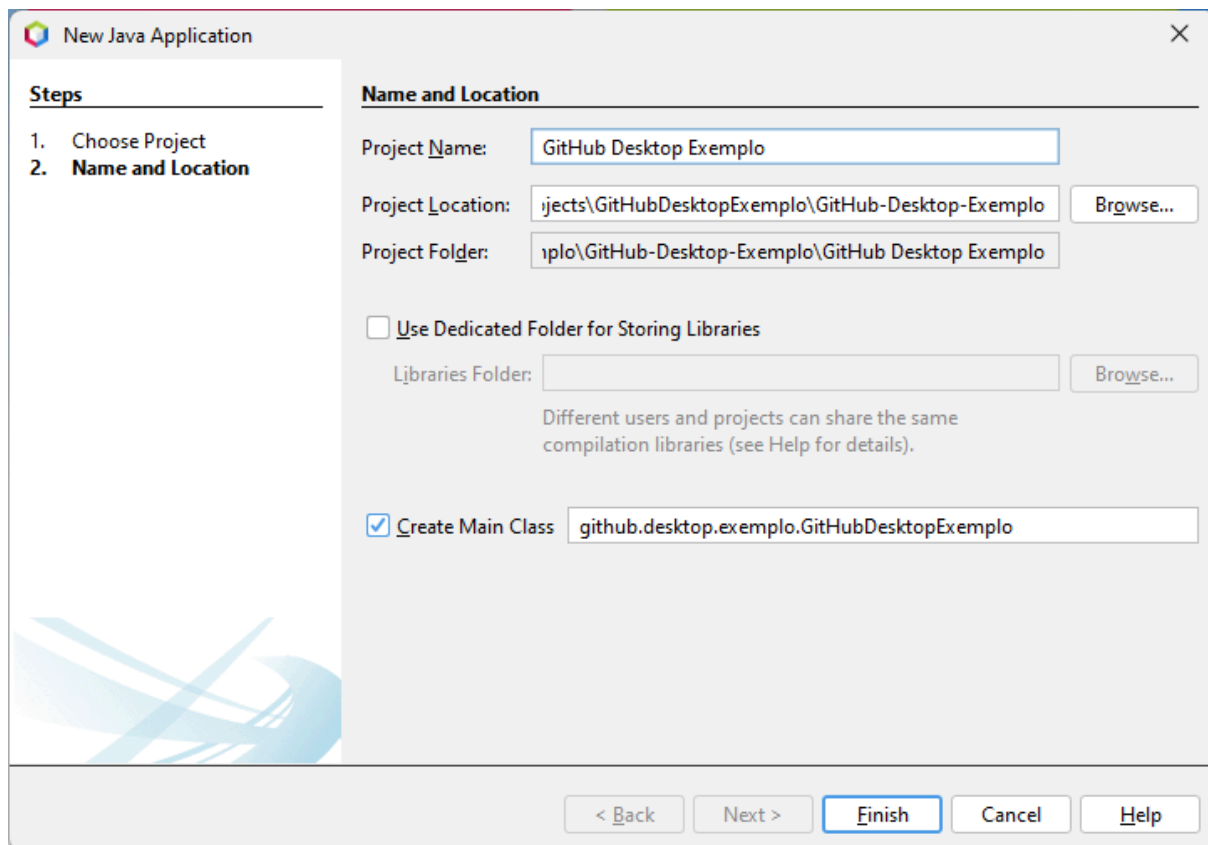 New Java Application
Steps
1. Choose Project
2. Name and Location
Name and Location
Project Name: GitHub Desktop Exemplo
Project Location: jects\GitHubDesktopExemplo\GitHub-Desktop-Exemplo Browse...
Project Folder: nplo\GitHub-Desktop-Exemplo\GitHub Desktop Exemplo
Use Dedicated Folder for Storing Libraries
Libraries Folder: Browse...
Different users and projects can share the same
compilation libraries (see Help for details).
Create Main Class github.desktop.exemplo.GitHubDesktopExemplo
< Back Next > Finish Cancel Help